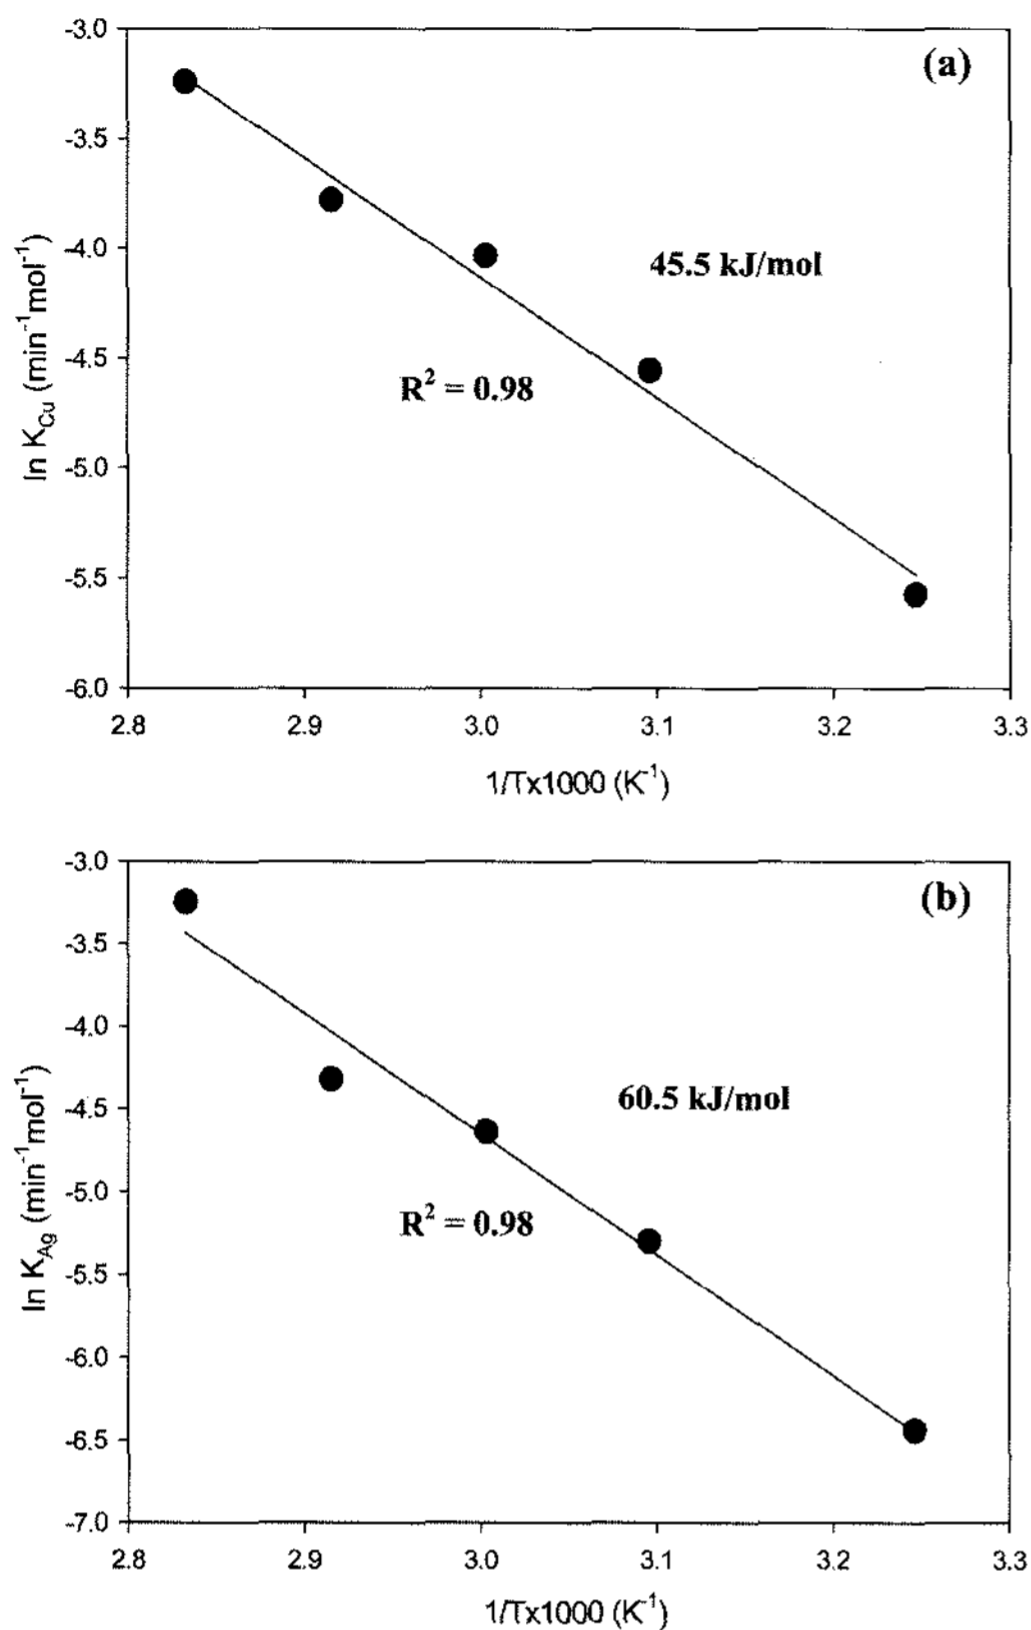 (a)
-3.0
-3.5
-4.0
-4.5
-5.0
-5.5
-6.0
ln K_Cu (min⁻¹mol⁻¹)
45.5 kJ/mol
R² = 0.98
2.8 2.9 3.0 3.1 3.2 3.3
1/Tx1000 (K⁻¹)
(b)
-3.0
-3.5
-4.0
-4.5
-5.0
-5.5
-6.0
-6.5
-7.0
ln K_Ag (min⁻¹mol⁻¹)
60.5 kJ/mol
R² = 0.98
2.8 2.9 3.0 3.1 3.2 3.3
1/Tx1000 (K⁻¹)